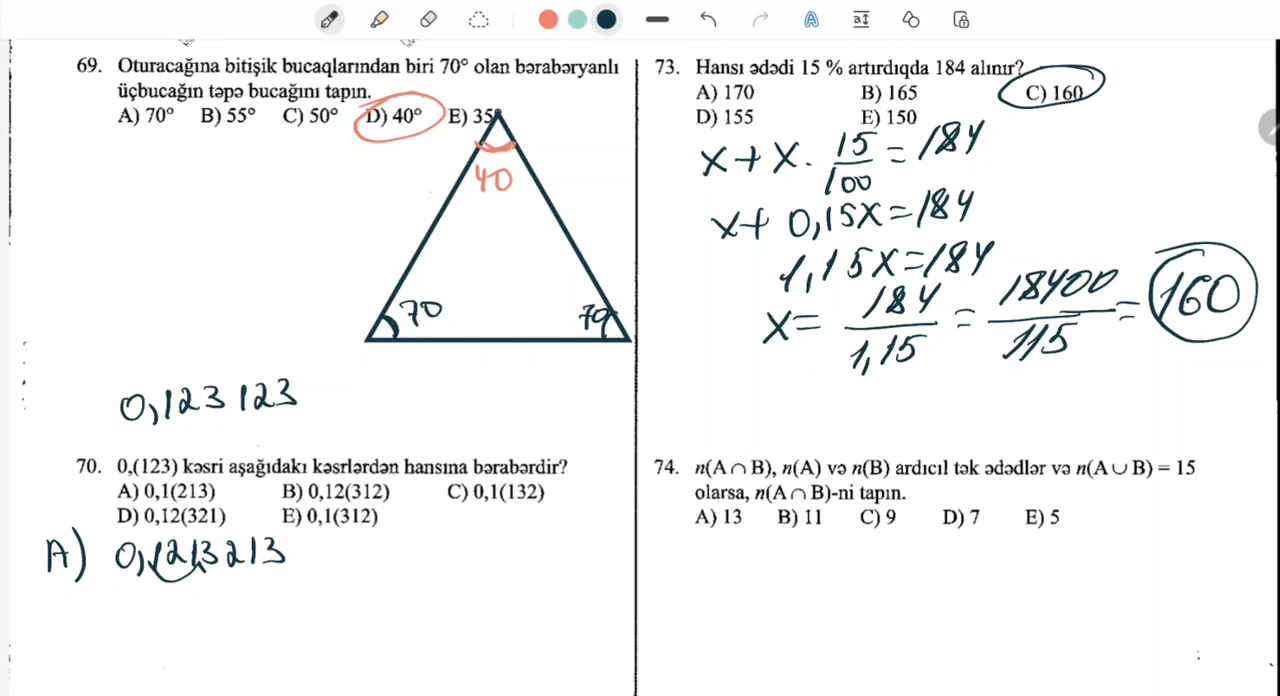 69. Oturacağına bitişik bucaqlarından biri 70° olan bərabəryanlı
üçbucağın təpə bucağını tapın.
A) 70° B) 55° C) 50° D) 40° E) 35°
40
70
70
0,123123
70. 0,(123) kəsri aşağıdakı kəsrlərdən hansına bərabərdir?
A) 0,1(213) B) 0,12(312) C) 0,1(132)
D) 0,12(321) E) 0,1(312)
A) 0,1213213
73. Hansı ədədi 15 % artırdıqda 184 alınır?
A) 170 B) 165 C) 160
D) 155 E) 150
x + x · 15/100 = 184
x + 0,15x = 184
1,15x = 184
x = 184/1,15 = 18400/115 = 160
74. n(A∩B), n(A) və n(B) ardıcıl tək ədədlər və n(A∪B) = 15
olarsa, n(A∩B)-ni tapın.
A) 13 B) 11 C) 9 D) 7 E) 5